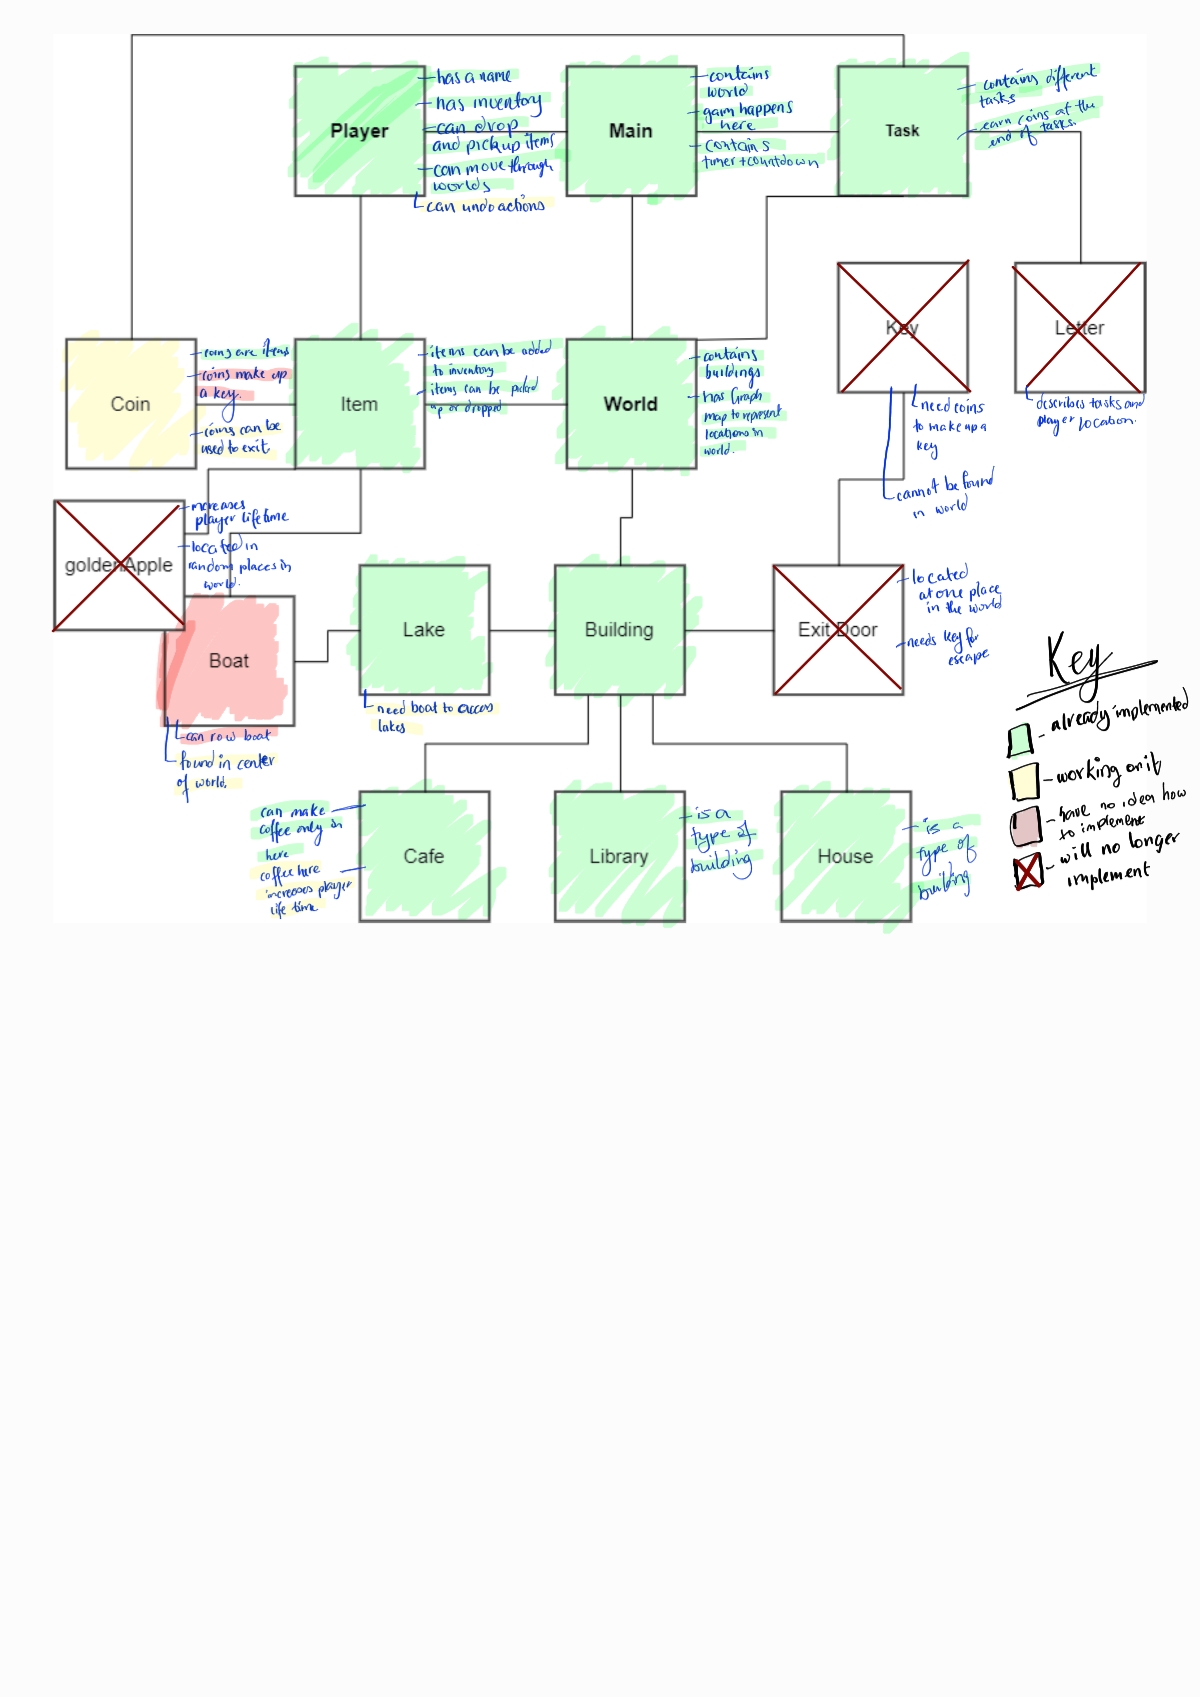 Player
- has a name
- has inventory
- can drop
and pickup items
- can move through
worlds
can undo actions
Main
- contains
world
- gam happens
here
- contains
timer + countdown
Task
- contains different
tasks
- earn coins at the
end of tasks.
Key
- need coins
to make up a
key
- cannot be found
in world
Letter
- describes tasks and
player location.
Coin
- coins are items
- coins make up
a key.
- coins can be
used to exit
Item
- items can be added
to inventory
- items can be picked
up or dropped
World
- contains
buildings
- has Graph
map to represent
locations in
world.
goldenApple
- increases
player lifetime
- located in
random places in
world.
Boat
- can row boat
- found in center
of world.
Lake
- need boat to access
lakes
Building
Exit Door
- located
at one place
in the world
- needs key for
escape
Cafe
can make
coffee only in
here
coffee here
increases player
life time
Library
- is a
type of
building
House
- is a
type of
building
Key
- already implemented
- working on it
- have no idea how
to implement
- will no longer
implement